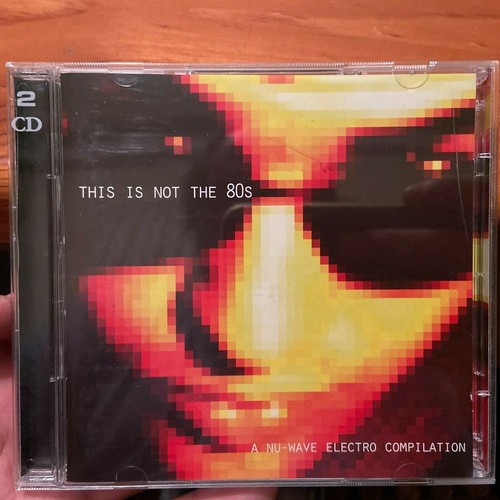 2
CD
THIS IS NOT THE 80s
A NU-WAVE ELECTRO COMPILATION